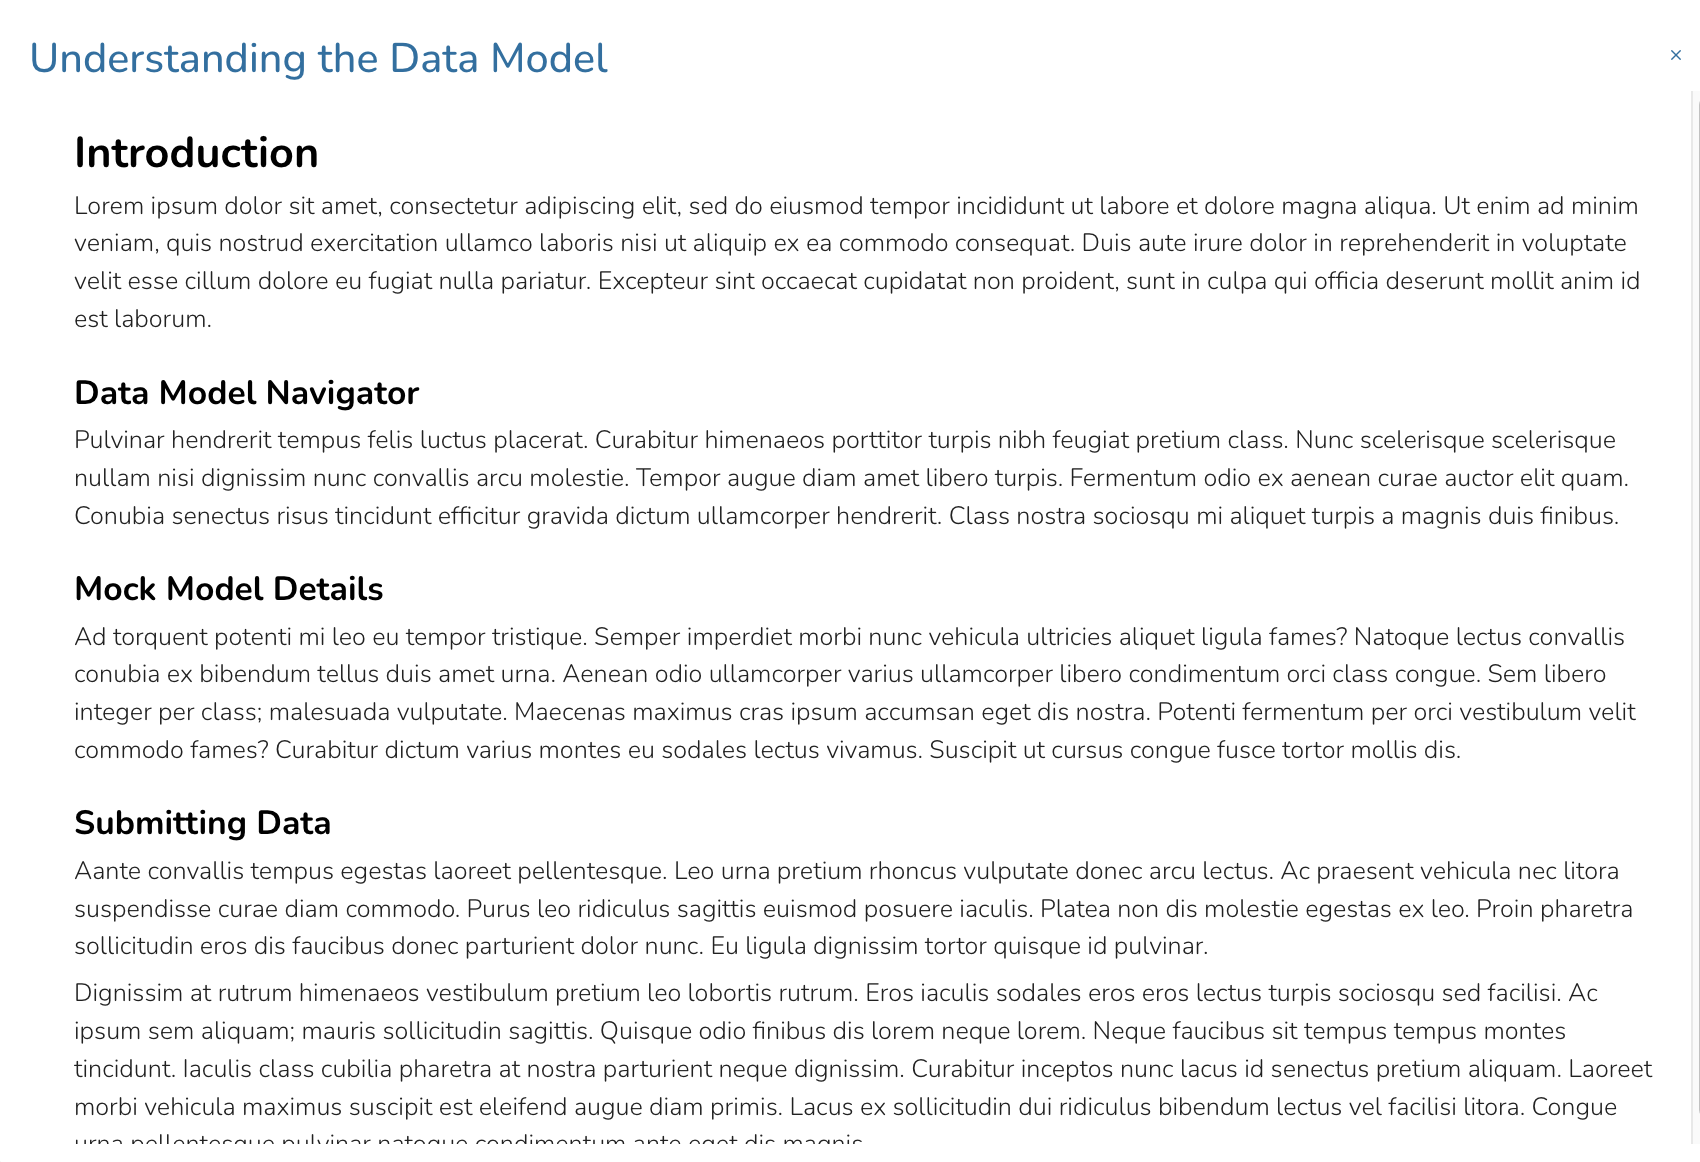 Understanding the Data Model
×
Introduction
Lorem ipsum dolor sit amet, consectetur adipiscing elit, sed do eiusmod tempor incididunt ut labore et dolore magna aliqua. Ut enim ad minim
veniam, quis nostrud exercitation ullamco laboris nisi ut aliquip ex ea commodo consequat. Duis aute irure dolor in reprehenderit in voluptate
velit esse cillum dolore eu fugiat nulla pariatur. Excepteur sint occaecat cupidatat non proident, sunt in culpa qui officia deserunt mollit anim id
est laborum.
Data Model Navigator
Pulvinar hendrerit tempus felis luctus placerat. Curabitur himenaeos porttitor turpis nibh feugiat pretium class. Nunc scelerisque scelerisque
nullam nisi dignissim nunc convallis arcu molestie. Tempor augue diam amet libero turpis. Fermentum odio ex aenean curae auctor elit quam.
Conubia senectus risus tincidunt efficitur gravida dictum ullamcorper hendrerit. Class nostra sociosqu mi aliquet turpis a magnis duis finibus.
Mock Model Details
Ad torquent potenti mi leo eu tempor tristique. Semper imperdiet morbi nunc vehicula ultricies aliquet ligula fames? Natoque lectus convallis
conubia ex bibendum tellus duis amet urna. Aenean odio ullamcorper varius ullamcorper libero condimentum orci class congue. Sem libero
integer per class; malesuada vulputate. Maecenas maximus cras ipsum accumsan eget dis nostra. Potenti fermentum per orci vestibulum velit
commodo fames? Curabitur dictum varius montes eu sodales lectus vivamus. Suscipit ut cursus congue fusce tortor mollis dis.
Submitting Data
Aante convallis tempus egestas laoreet pellentesque. Leo urna pretium rhoncus vulputate donec arcu lectus. Ac praesent vehicula nec litora
suspendisse curae diam commodo. Purus leo ridiculus sagittis euismod posuere iaculis. Platea non dis molestie egestas ex leo. Proin pharetra
sollicitudin eros dis faucibus donec parturient dolor nunc. Eu ligula dignissim tortor quisque id pulvinar.
Dignissim at rutrum himenaeos vestibulum pretium leo lobortis rutrum. Eros iaculis sodales eros eros lectus turpis sociosqu sed facilisi. Ac
ipsum sem aliquam; mauris sollicitudin sagittis. Quisque odio finibus dis lorem neque lorem. Neque faucibus sit tempus tempus montes
tincidunt. Iaculis class cubilia pharetra at nostra parturient neque dignissim. Curabitur inceptos nunc lacus id senectus pretium aliquam. Laoreet
morbi vehicula maximus suscipit est eleifend augue diam primis. Lacus ex sollicitudin dui ridiculus bibendum lectus vel facilisi litora. Congue
urna pellentesque pulvinar natoque condimentum ante eget dis magnis.